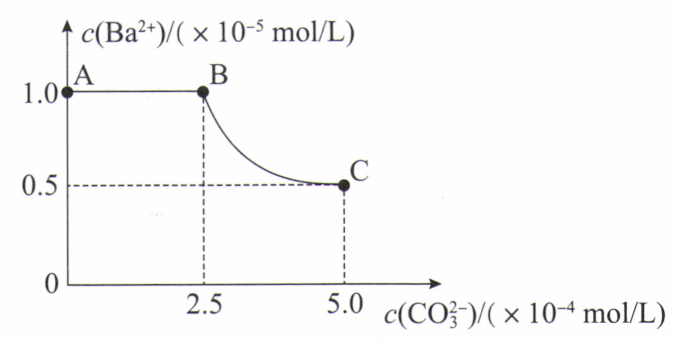 c(Ba²⁺)/( × 10⁻⁵ mol/L)
A
B
1.0
C
0.5
0
2.5
5.0
c(CO₃²⁻)/( × 10⁻⁴ mol/L)